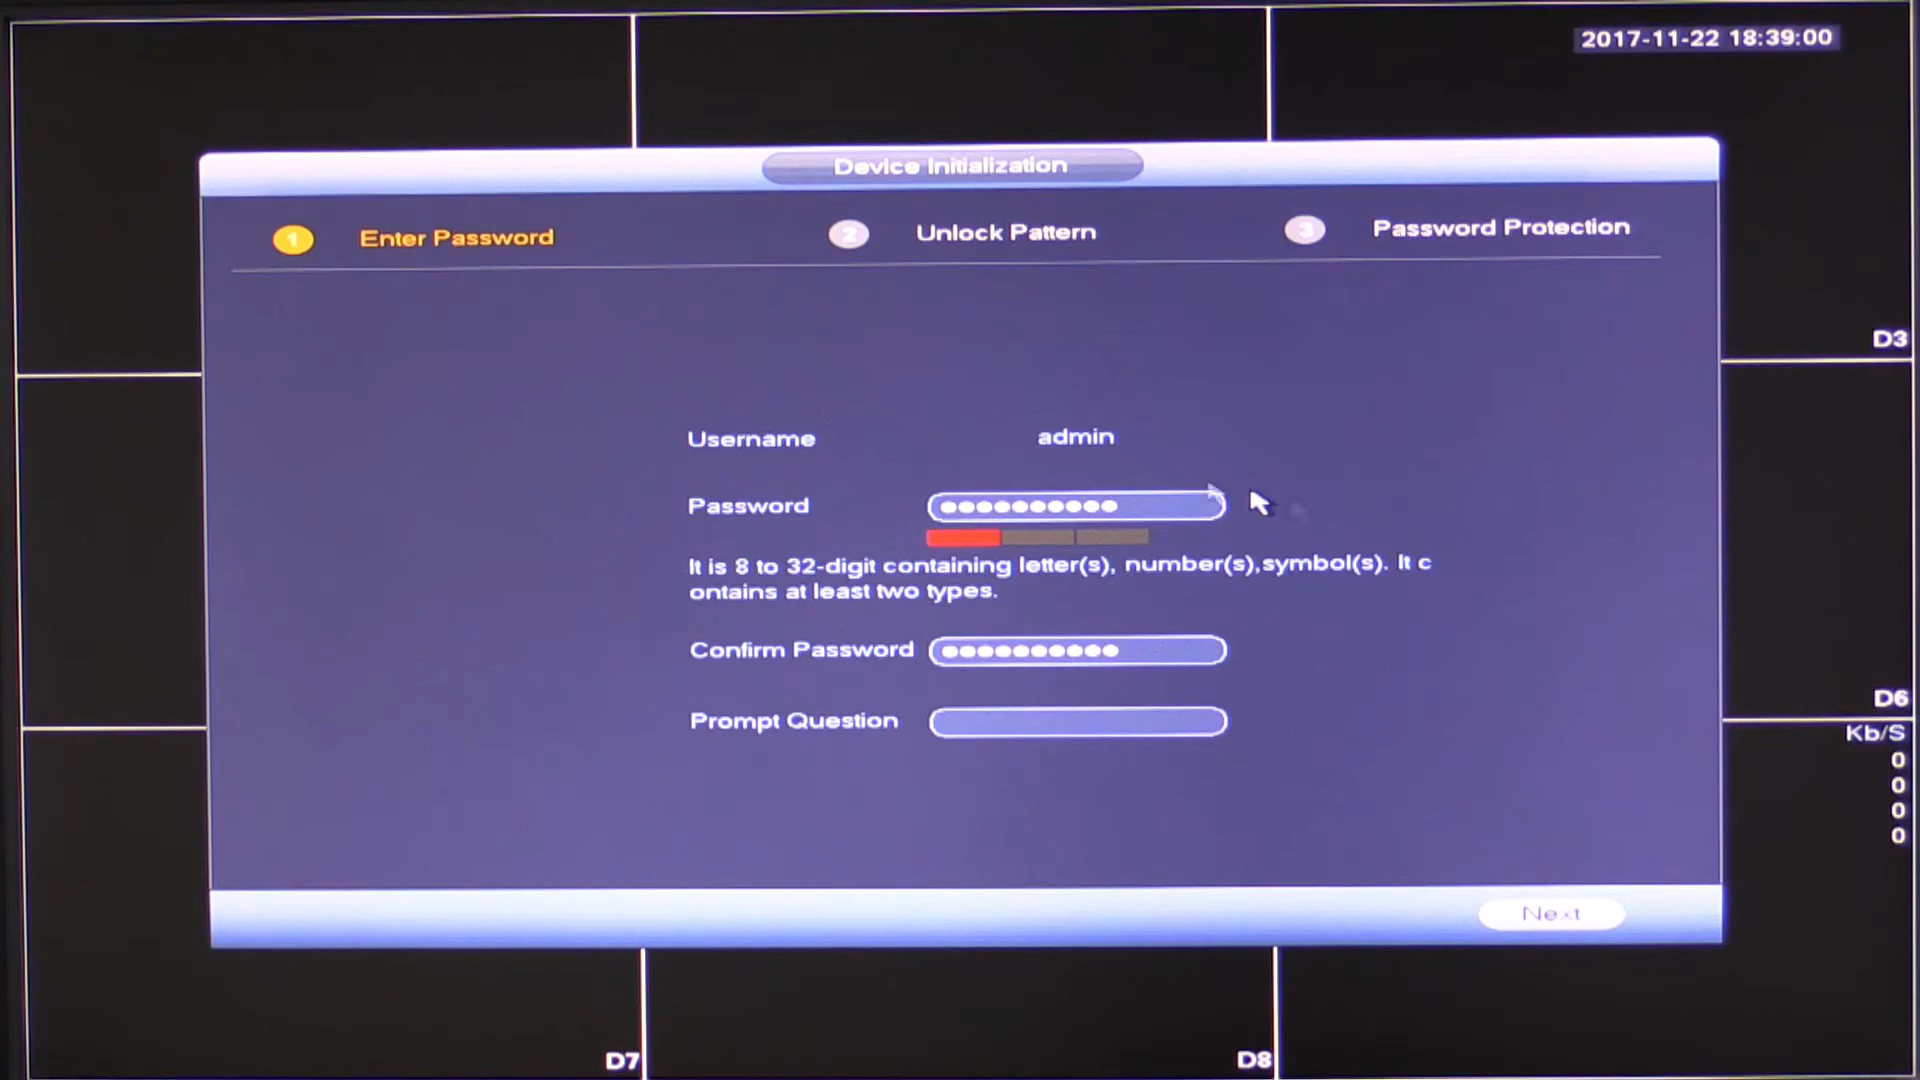 2017-11-22 18:39:00
Device Initialization
1 Enter Password
2 Unlock Pattern
3 Password Protection
D3
Username admin
Password ●●●●●●●●●●
It is 8 to 32-digit containing letter(s), number(s),symbol(s). It c
ontains at least two types.
Confirm Password ●●●●●●●●●●
Prompt Question
D6
Kb/S
0
0
0
0
Next
D7
D8